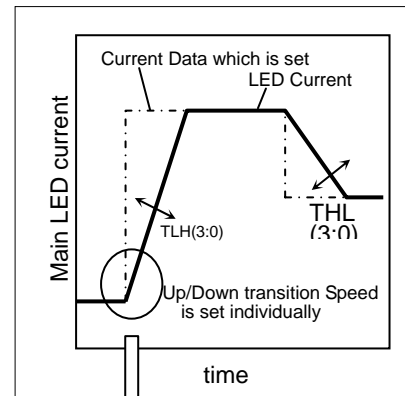 Current Data which is set
LED Current
Main LED current
TLH(3:0)
THL
(3:0)
Up/Down transition Speed
is set individually
time